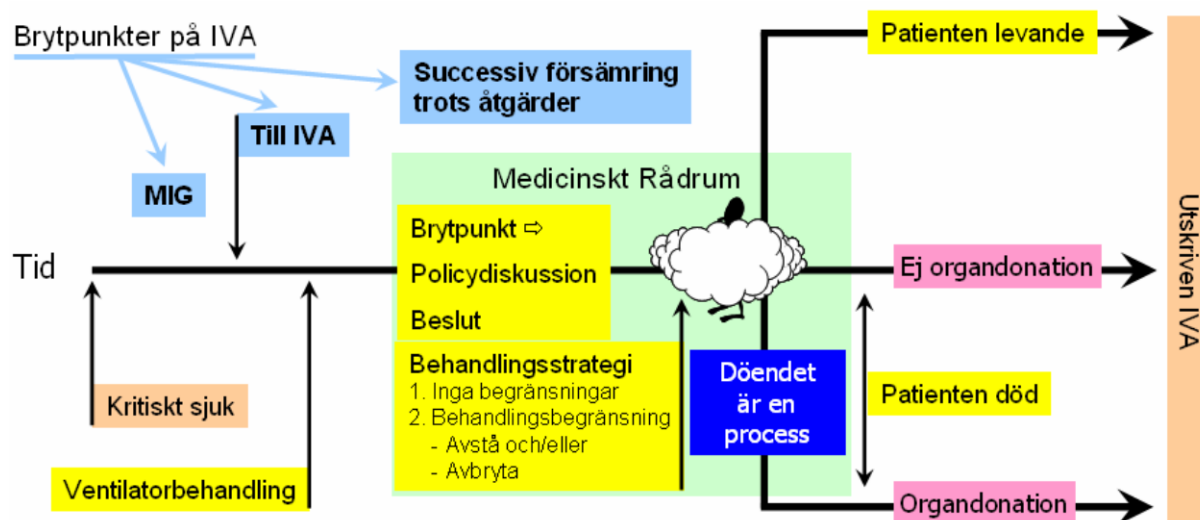 Brytpunkter på IVA
Successiv försämring
trots åtgärder
Till IVA
MIG
Tid
Kritiskt sjuk
Ventilatorbehandling
Medicinskt Rådrum
Brytpunkt ⇨
Policydiskussion
Beslut
Behandlingsstrategi
1. Inga begränsningar
2. Behandlingsbegränsning
- Avstå och/eller
- Avbryta
Döendet
är en
process
Patienten levande
Ej organdonation
Patienten död
Organdonation
Utskriven IVA